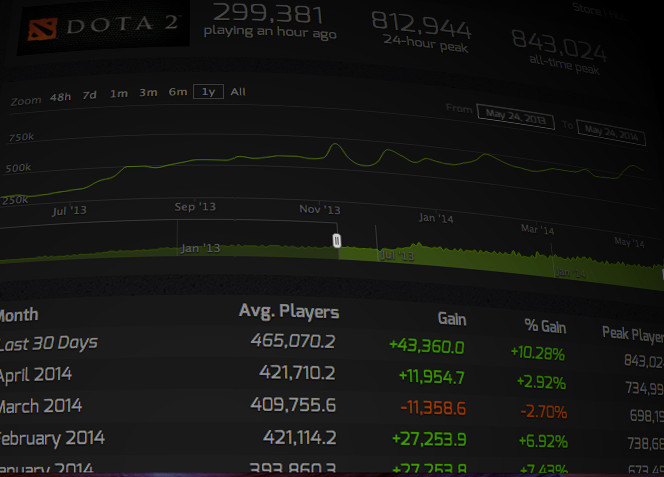 DOTA 2
299,381
playing an hour ago
812,944
24-hour peak
843,024
all-time peak
Store
Zoom 48h 7d 1m 3m 6m 1y All
From May 24, 2013 To May 24, 2014
750k
500k
250k
Jul '13 Sep '13 Nov '13 Jan '14 Mar '14 May '14
Jan '13 Jul '13 Jan '14
Month Avg. Players Gain % Gain Peak Player
Last 30 Days 465,070.2 +43,360.0 +10.28% 843,02
April 2014 421,710.2 +11,954.7 +2.92% 734,99
March 2014 409,755.6 -11,358.6 -2.70% 698,19
February 2014 421,114.2 +27,253.9 +6.92% 738,68
anuary 2014 393,860.3 +27,253.8 +7.43% 673,49